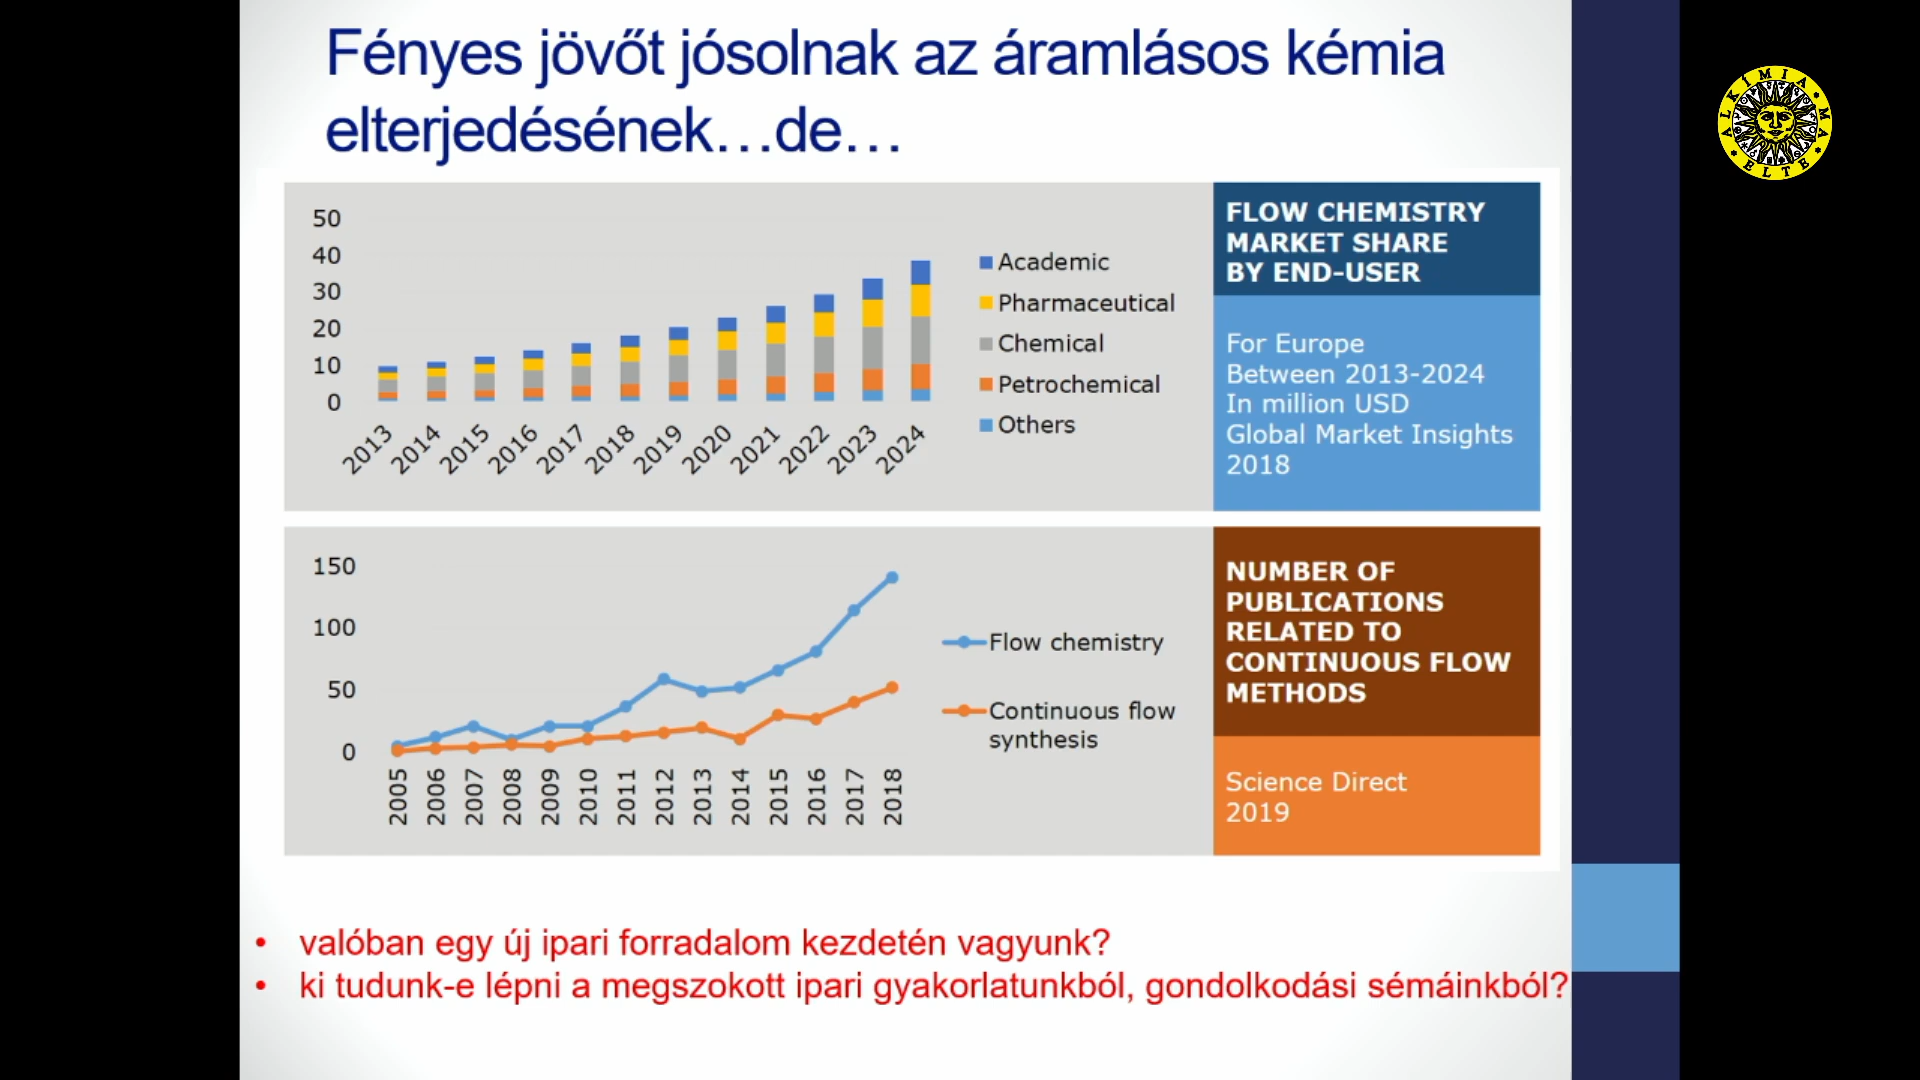 Fényes jövőt jósolnak az áramlásos kémia
elterjedésének…de…
ALKÍMIA • MA • ELTE •
50
40
30
20
10
0
2013
2014
2015
2016
2017
2018
2019
2020
2021
2022
2023
2024
Academic
Pharmaceutical
Chemical
Petrochemical
Others
FLOW CHEMISTRY
MARKET SHARE
BY END-USER
For Europe
Between 2013-2024
In million USD
Global Market Insights
2018
150
100
50
0
2005
2006
2007
2008
2009
2010
2011
2012
2013
2014
2015
2016
2017
2018
Flow chemistry
Continuous flow
synthesis
NUMBER OF
PUBLICATIONS
RELATED TO
CONTINUOUS FLOW
METHODS
Science Direct
2019
• valóban egy új ipari forradalom kezdetén vagyunk?
• ki tudunk-e lépni a megszokott ipari gyakorlatunkból, gondolkodási sémáinkból?